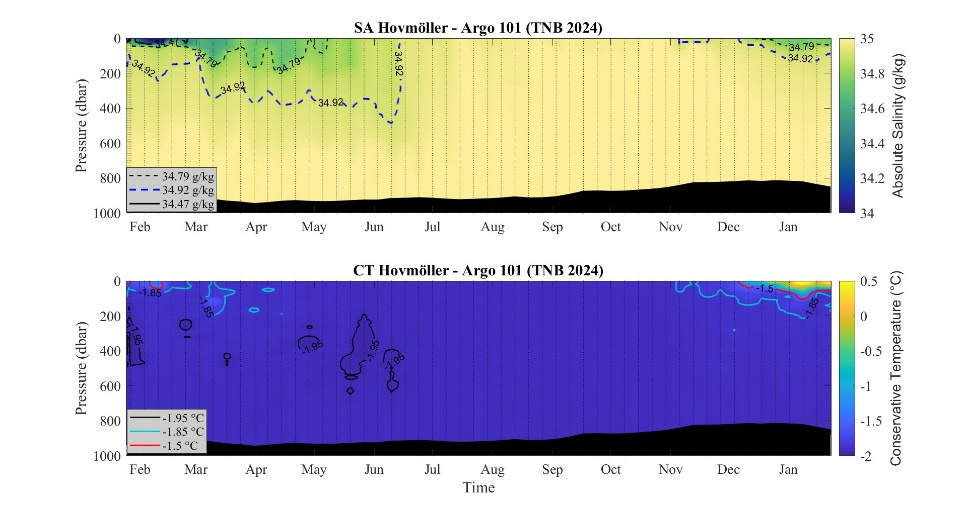 SA Hovmöller - Argo 101 (TNB 2024)
0
200
400
600
800
1000
Pressure (dbar)
34.92
34.79
34.92
34.79
34.92
34.92
34.79
34.92
34.79 g/kg
34.92 g/kg
34.47 g/kg
Feb Mar Apr May Jun Jul Aug Sep Oct Nov Dec Jan
35
34.8
34.6
34.4
34.2
34
Absolute Salinity (g/kg)
CT Hovmöller - Argo 101 (TNB 2024)
0
200
400
600
800
1000
Pressure (dbar)
-1.85
-1.85
-1.95
-1.95
-1.95
-1.95
-1.5
-1.85
-1.95 °C
-1.85 °C
-1.5 °C
Feb Mar Apr May Jun Jul Aug Sep Oct Nov Dec Jan
Time
0.5
0
-0.5
-1
-1.5
-2
Conservative Temperature (°C)